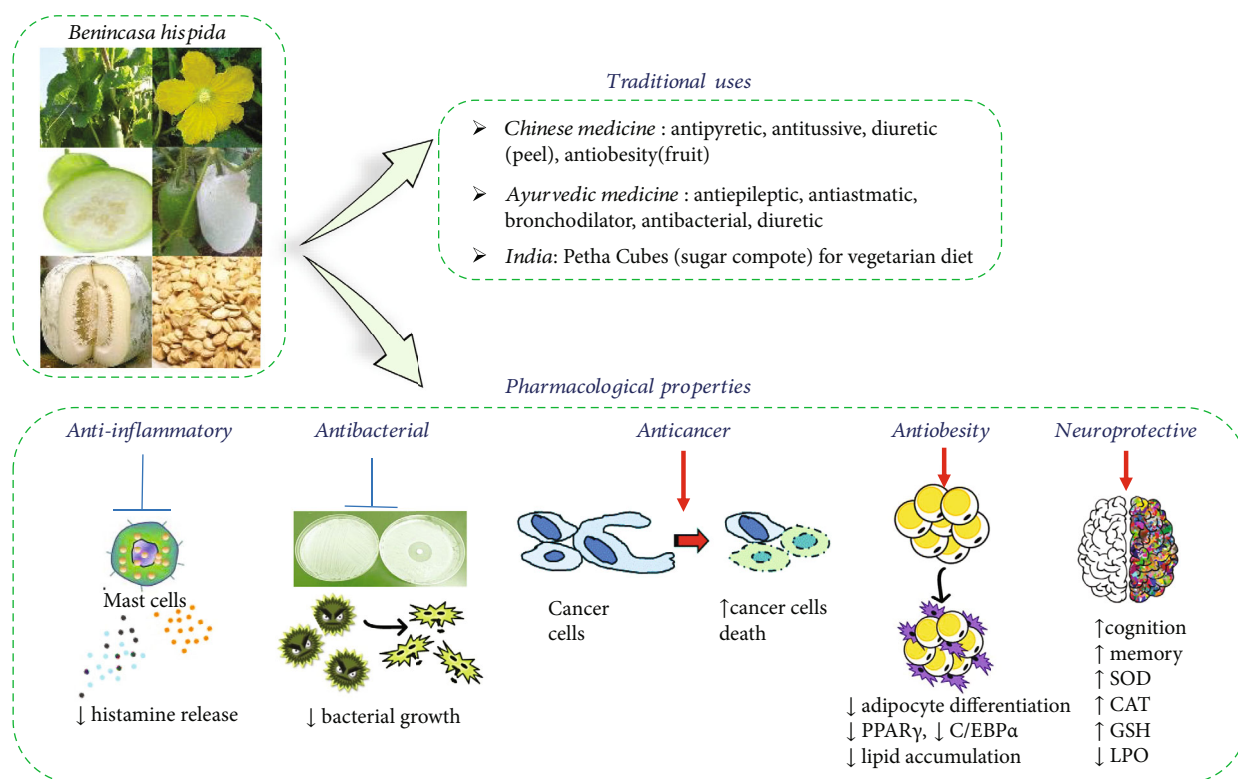 Benincasa hispida
Traditional uses
➢ Chinese medicine : antipyretic, antitussive, diuretic
(peel), antiobesity(fruit)
➢ Ayurvedic medicine : antiepileptic, antiastmatic,
bronchodilator, antibacterial, diuretic
➢ India: Petha Cubes (sugar compote) for vegetarian diet
Pharmacological properties
Anti-inflammatory
Mast cells
↓ histamine release
Antibacterial
↓ bacterial growth
Anticancer
Cancer
cells
↑cancer cells
death
Antiobesity
↓ adipocyte differentiation
↓ PPARγ, ↓ C/EBPα
↓ lipid accumulation
Neuroprotective
↑cognition
↑ memory
↑ SOD
↑ CAT
↑ GSH
↓ LPO